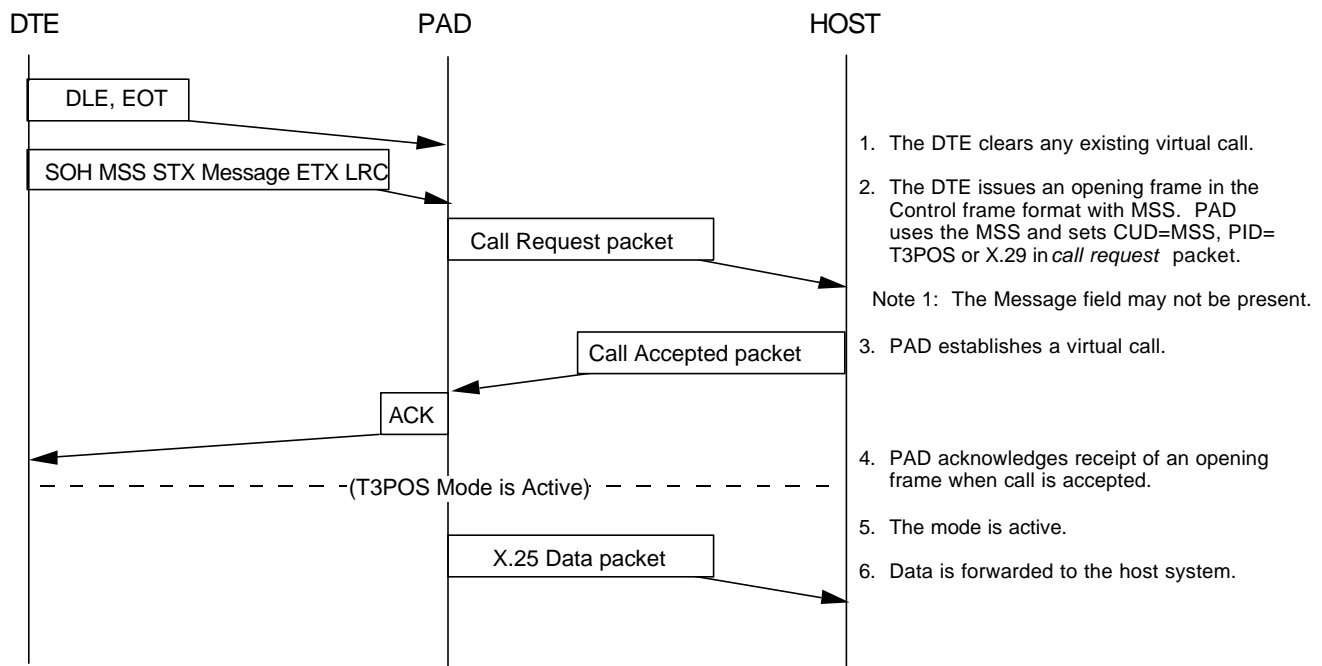 DTE PAD HOST
DLE, EOT
1. The DTE clears any existing virtual call.
SOH MSS STX Message ETX LRC
2. The DTE issues an opening frame in the
Control frame format with MSS. PAD
uses the MSS and sets CUD=MSS, PID=
T3POS or X.29 in call request packet.
Call Request packet
Note 1: The Message field may not be present.
Call Accepted packet
3. PAD establishes a virtual call.
ACK
4. PAD acknowledges receipt of an opening
frame when call is accepted.
(T3POS Mode is Active)
5. The mode is active.
X.25 Data packet
6. Data is forwarded to the host system.